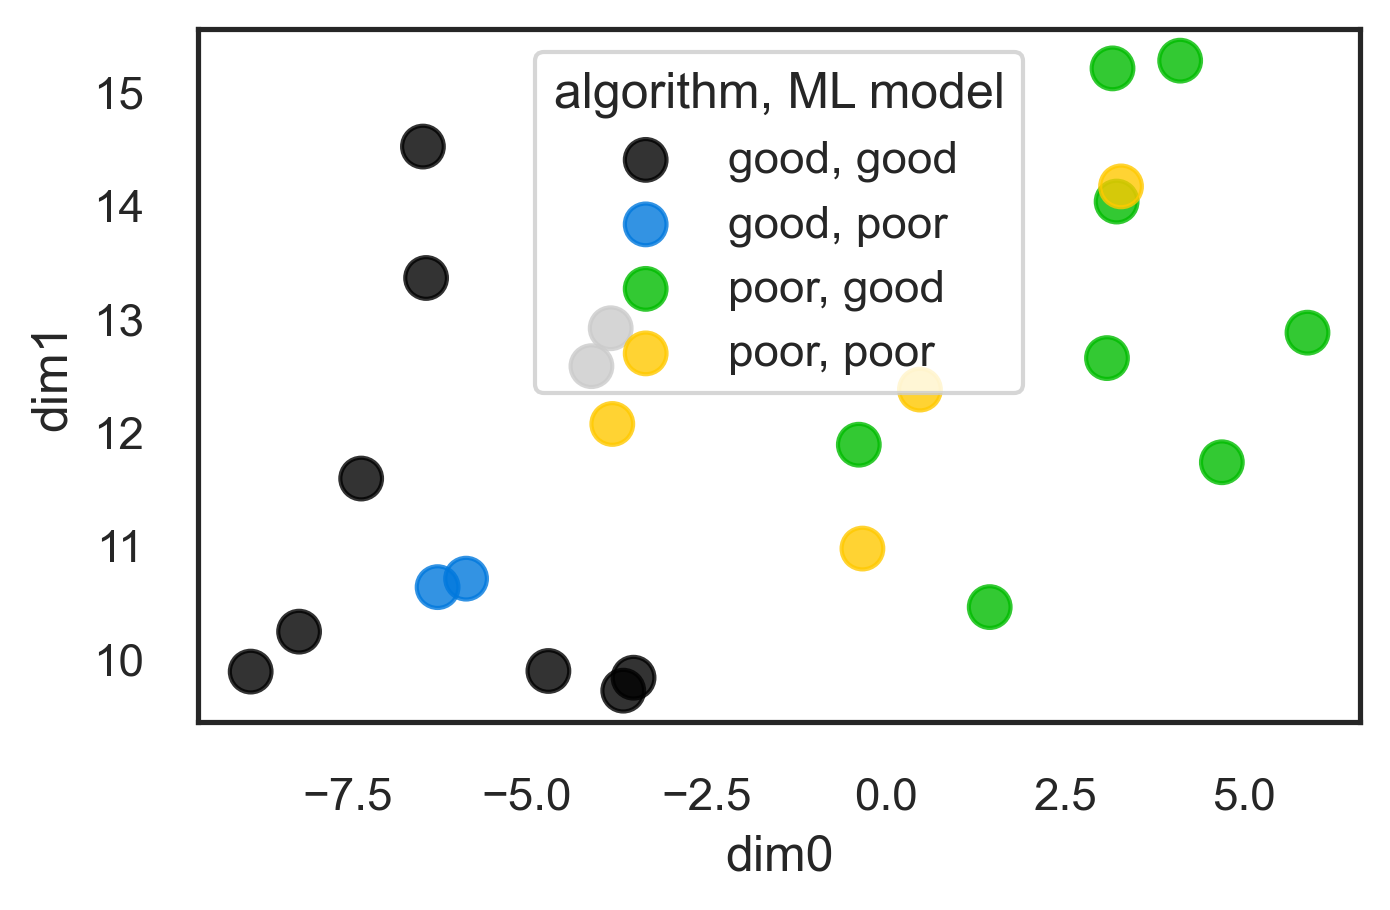 algorithm, ML model
good, good
good, poor
poor, good
poor, poor
15
14
13
12
11
10
dim1
−7.5 −5.0 −2.5 0.0 2.5 5.0
dim0